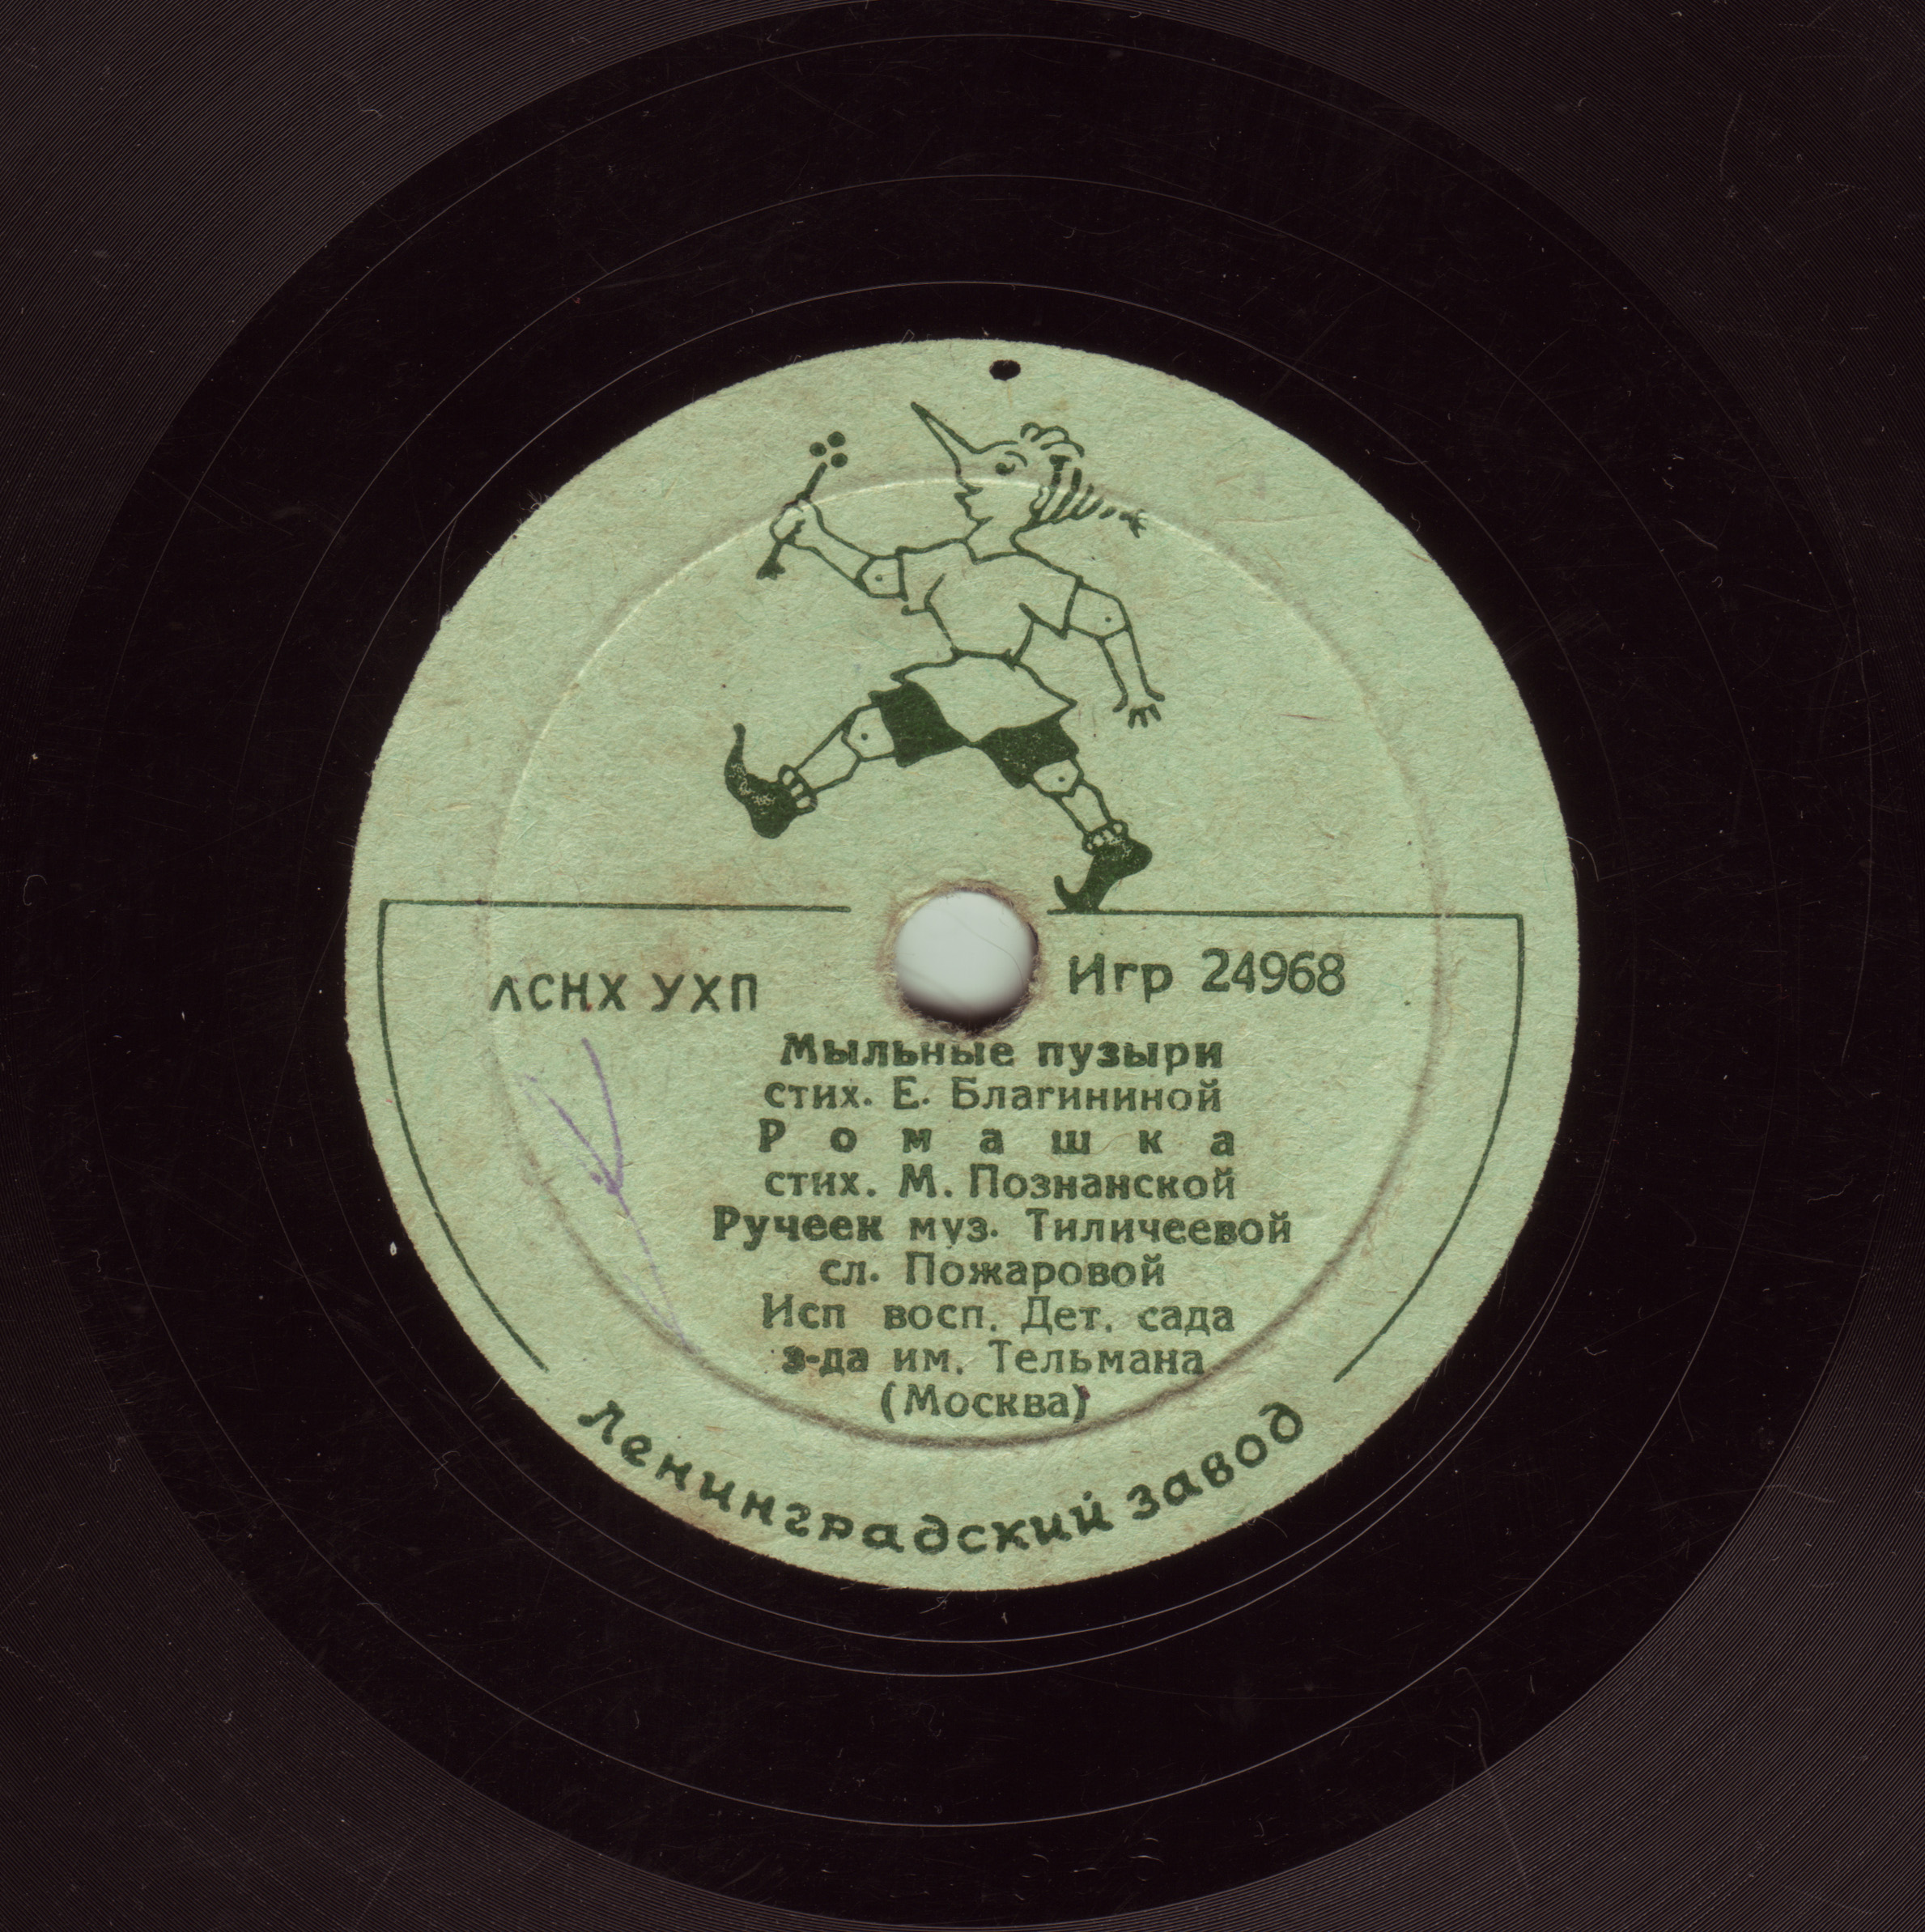 ЛСНХ УХП Игр 24968
Мыльные пузыри
стих. Е. Благининой
Ромашка
стих. М. Познанской
Ручеек муз. Тиличеевой
сл. Пожаровой
Исп восп. Дет. сада
з-да им. Тельмана
(Москва)
Ленинградский завод